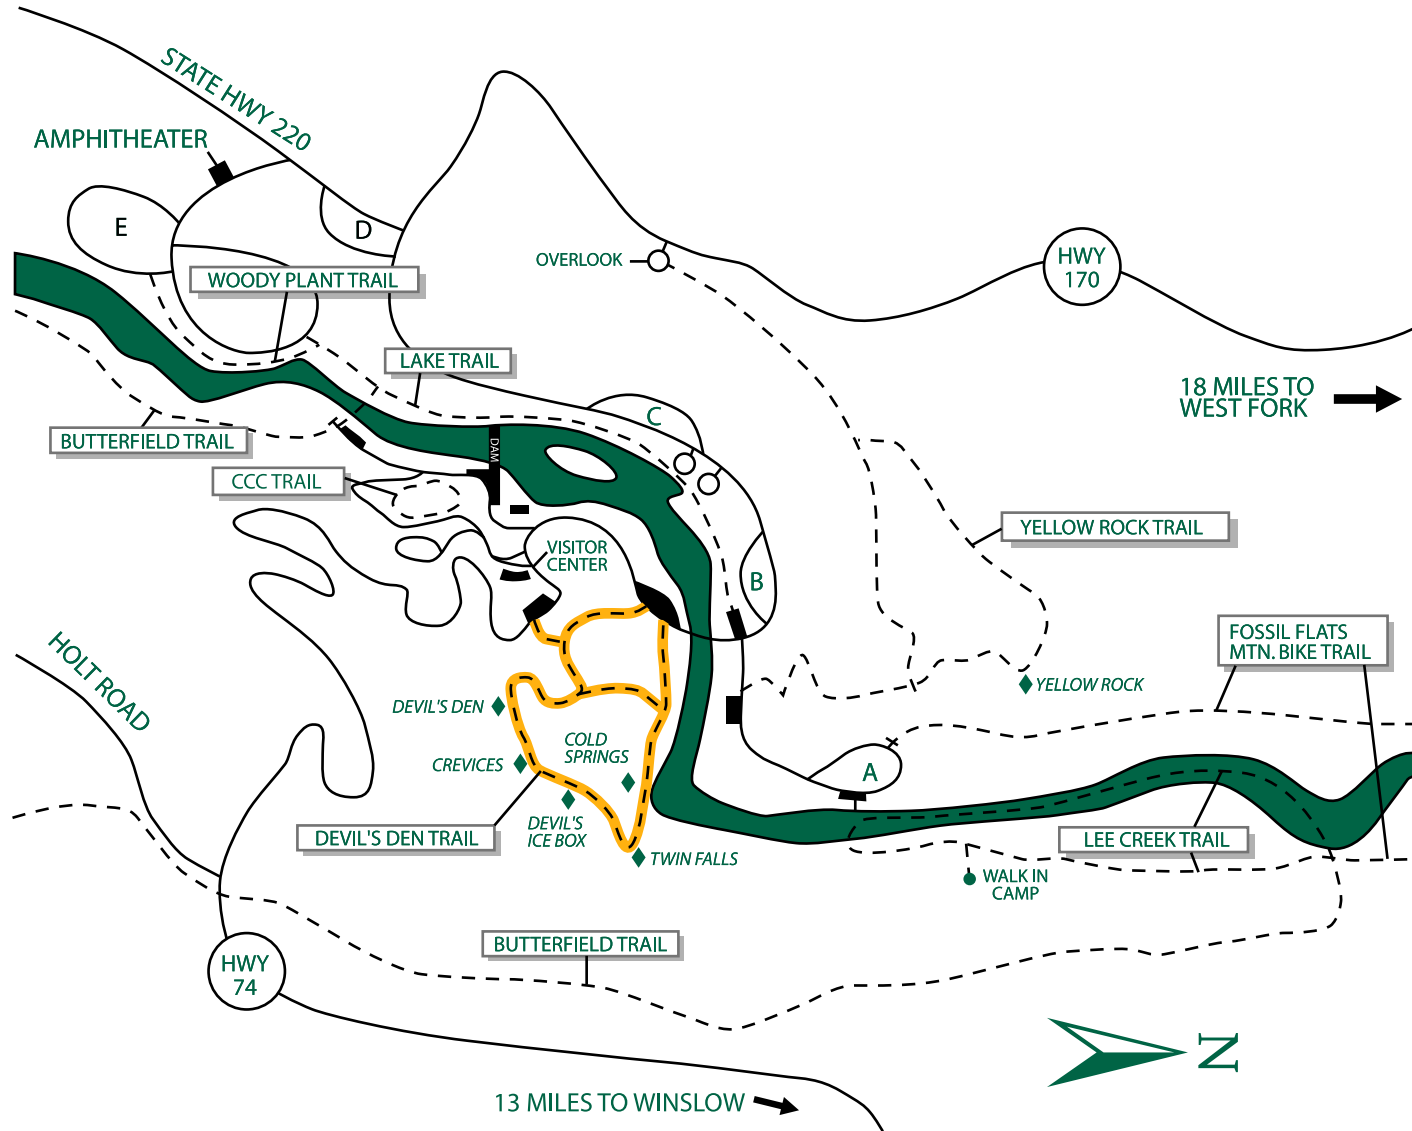 STATE HWY 220
AMPHITHEATER
E
D
WOODY PLANT TRAIL
OVERLOOK
HWY
170
LAKE TRAIL
18 MILES TO
WEST FORK
C
BUTTERFIELD TRAIL
DAM
CCC TRAIL
YELLOW ROCK TRAIL
VISITOR
CENTER
B
FOSSIL FLATS
MTN. BIKE TRAIL
HOLT ROAD
YELLOW ROCK
DEVIL'S DEN
COLD
SPRINGS
CREVICES
A
DEVIL'S
ICE BOX
DEVIL'S DEN TRAIL
TWIN FALLS
LEE CREEK TRAIL
WALK IN
CAMP
BUTTERFIELD TRAIL
HWY
74
N
13 MILES TO WINSLOW